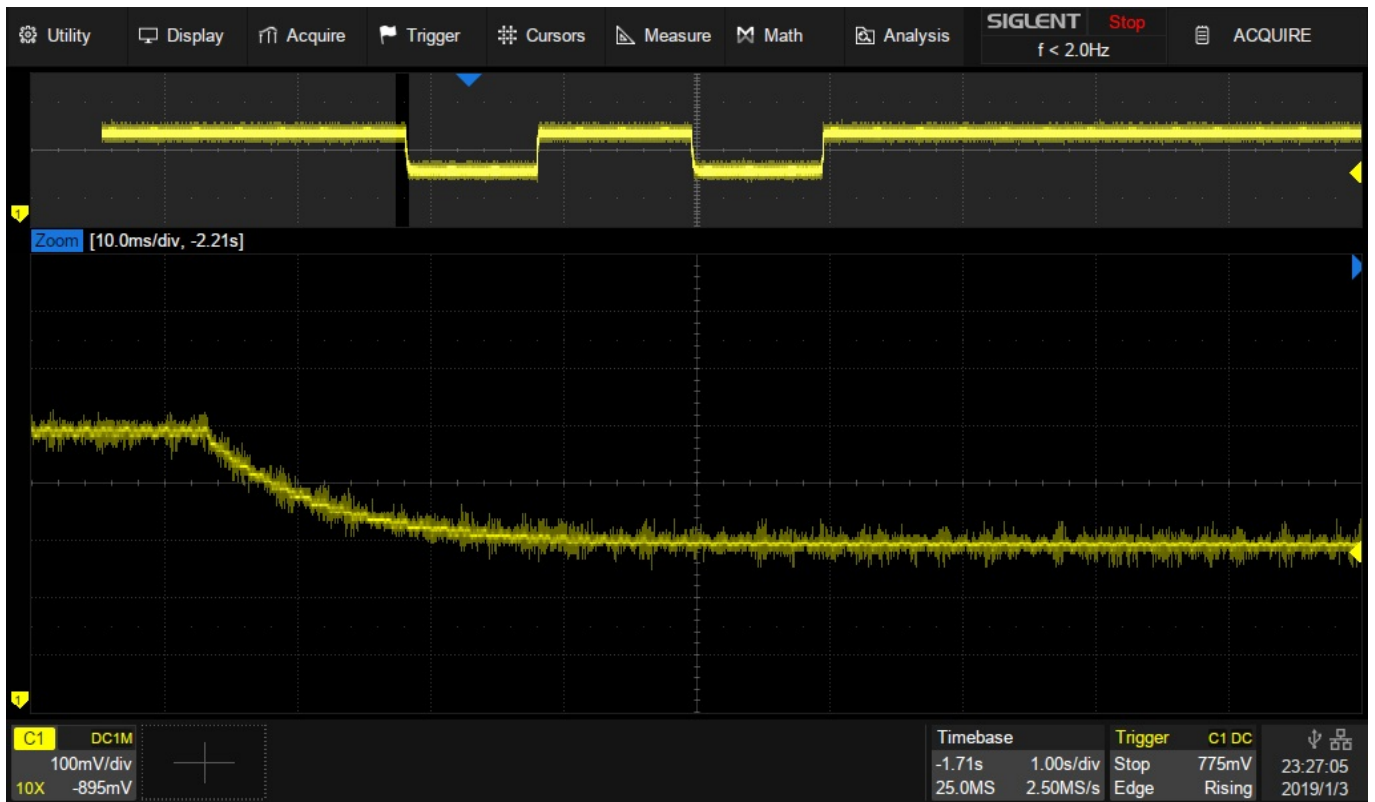 Utility Display Acquire Trigger Cursors Measure Math Analysis SIGLENT Stop ACQUIRE
f < 2.0Hz
1
Zoom [10.0ms/div, -2.21s]
1
C1 DC1M Timebase Trigger C1 DC
100mV/div -1.71s 1.00s/div Stop 775mV
10X -895mV 25.0MS 2.50MS/s Edge Rising
23:27:05
2019/1/3